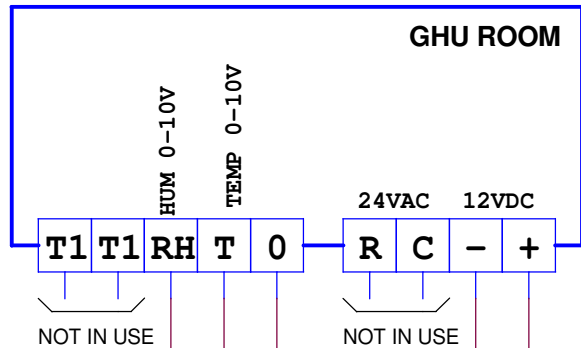 GHU ROOM
HUM 0-10V
TEMP 0-10V
24VAC 12VDC
T1 T1 RH T 0 R C - +
NOT IN USE NOT IN USE